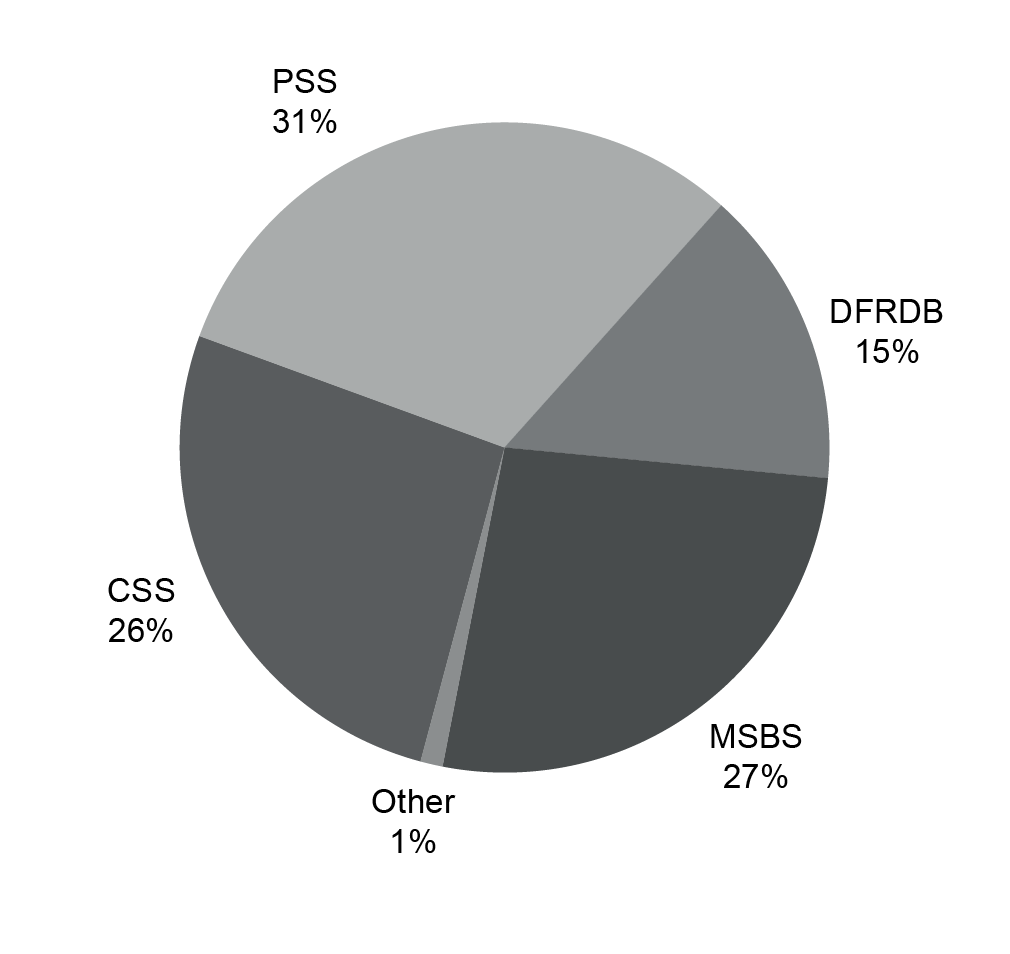 PSS
31%
DFRDB
15%
CSS
26%
MSBS
27%
Other
1%